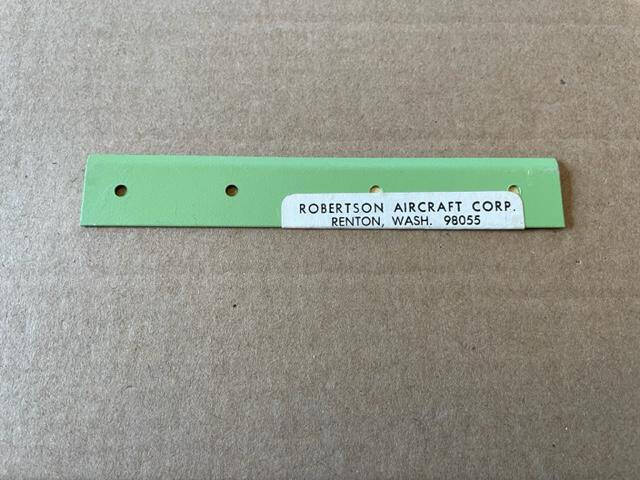 ROBERTSON AIRCRAFT CORP.
RENTON, WASH. 98055